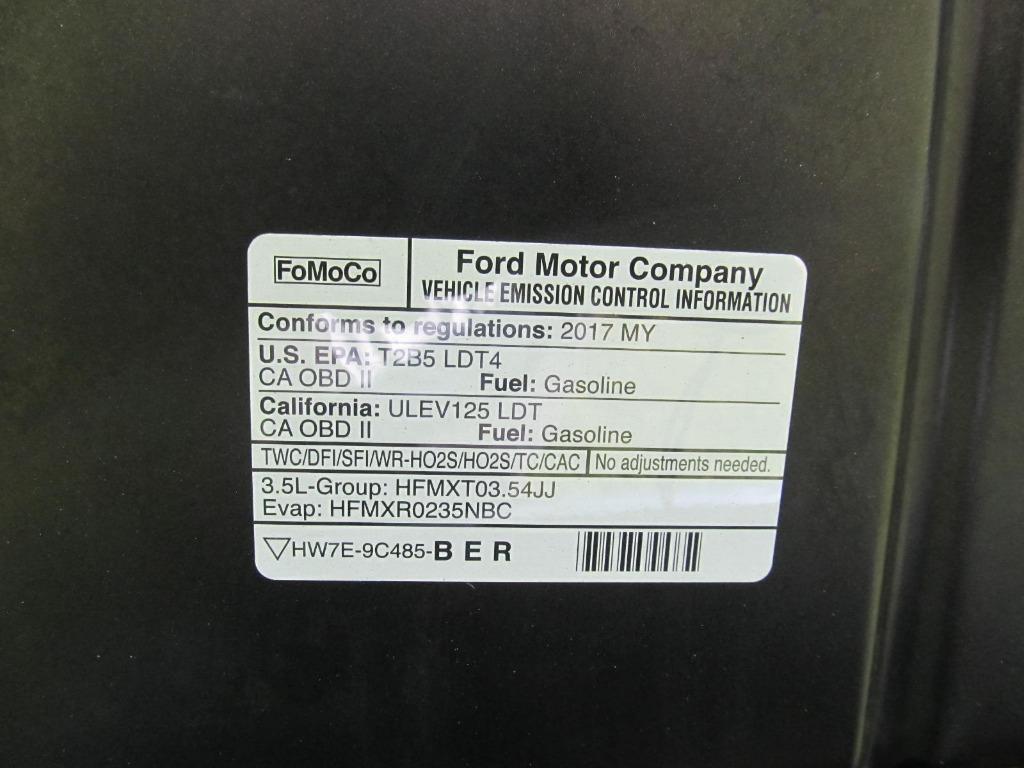 FoMoCo
Ford Motor Company
VEHICLE EMISSION CONTROL INFORMATION
Conforms to regulations: 2017 MY
U.S. EPA: T2B5 LDT4
CA OBD II Fuel: Gasoline
California: ULEV125 LDT
CA OBD II Fuel: Gasoline
TWC/DFI/SFI/WR-HO2S/HO2S/TC/CAC No adjustments needed.
3.5L-Group: HFMXT03.54JJ
Evap: HFMXR0235NBC
HW7E-9C485-B E R